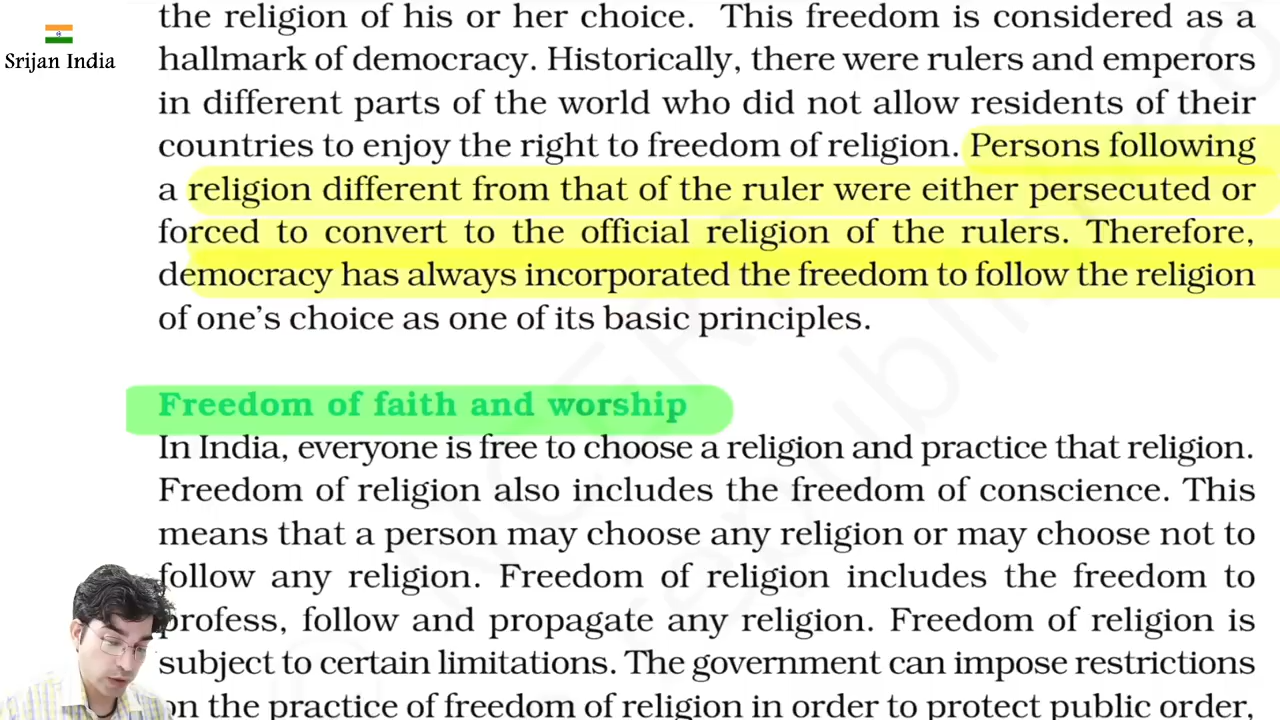 Srijan India
the religion of his or her choice. This freedom is considered as a
hallmark of democracy. Historically, there were rulers and emperors
in different parts of the world who did not allow residents of their
countries to enjoy the right to freedom of religion. Persons following
a religion different from that of the ruler were either persecuted or
forced to convert to the official religion of the rulers. Therefore,
democracy has always incorporated the freedom to follow the religion
of one's choice as one of its basic principles.
Freedom of faith and worship
In India, everyone is free to choose a religion and practice that religion.
Freedom of religion also includes the freedom of conscience. This
means that a person may choose any religion or may choose not to
follow any religion. Freedom of religion includes the freedom to
profess, follow and propagate any religion. Freedom of religion is
subject to certain limitations. The government can impose restrictions
on the practice of freedom of religion in order to protect public order,